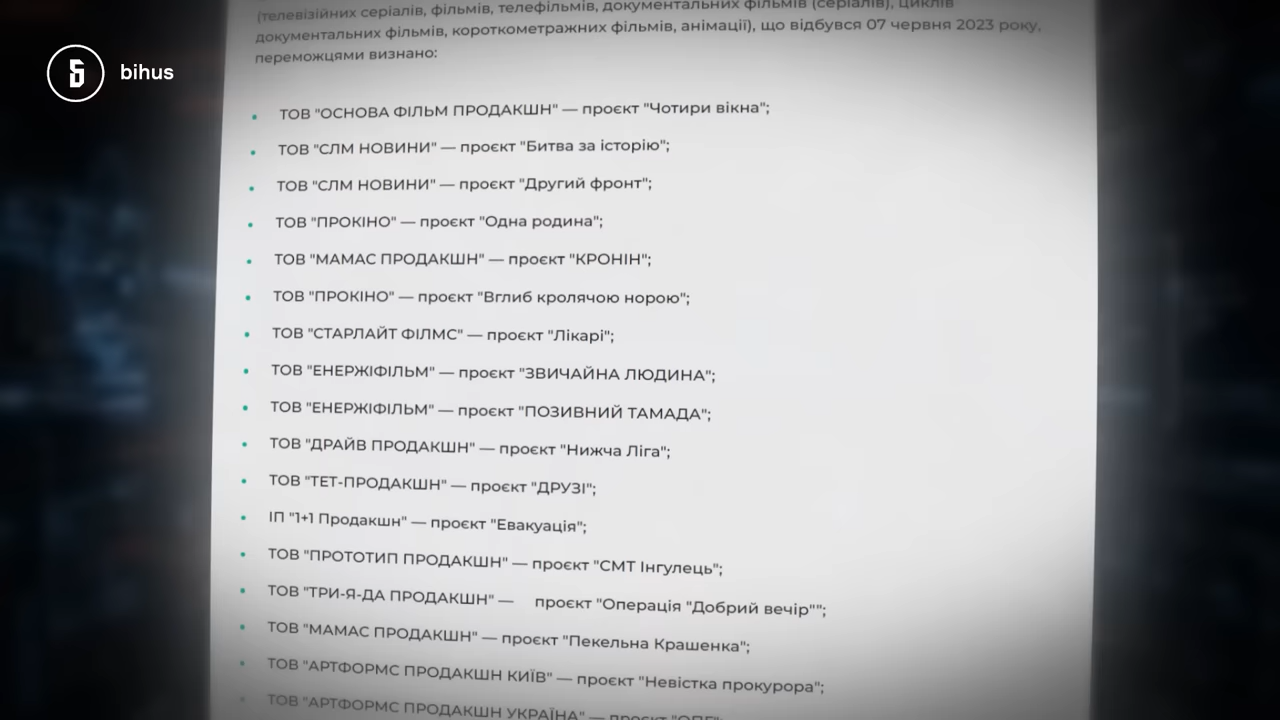 bihus
(телевізійних серіалів, фільмів, телефільмів, документальних фільмів (серіалів), циклів
документальних фільмів, короткометражних фільмів, анімації), що відбувся 07 червня 2023 року,
переможцями визнано:
ТОВ "ОСНОВА ФІЛЬМ ПРОДАКШН" — проєкт "Чотири вікна";
ТОВ "СЛМ НОВИНИ" — проєкт "Битва за історію";
ТОВ "СЛМ НОВИНИ" — проєкт "Другий фронт";
ТОВ "ПРОКІНО" — проєкт "Одна родина";
ТОВ "МАМАС ПРОДАКШН" — проєкт "КРОНІН";
ТОВ "ПРОКІНО" — проєкт "Вглиб кролячою норою";
ТОВ "СТАРЛАЙТ ФІЛМС" — проєкт "Лікарі";
ТОВ "ЕНЕРЖІФІЛЬМ" — проєкт "ЗВИЧАЙНА ЛЮДИНА";
ТОВ "ЕНЕРЖІФІЛЬМ" — проєкт "ПОЗИВНИЙ ТАМАДА";
ТОВ "ДРАЙВ ПРОДАКШН" — проєкт "Нижча Ліга";
ТОВ "ТЕТ-ПРОДАКШН" — проєкт "ДРУЗІ";
ІП "1+1 Продакшн" — проєкт "Евакуація";
ТОВ "ПРОТОТИП ПРОДАКШН" — проєкт "СМТ Інгулець";
ТОВ "ТРИ-Я-ДА ПРОДАКШН" — проєкт "Операція "Добрий вечір"";
ТОВ "МАМАС ПРОДАКШН" — проєкт "Пекельна Крашенка";
ТОВ "АРТФОРМС ПРОДАКШН КИЇВ" — проєкт "Невістка прокурора";
ТОВ "АРТФОРМС ПРОДАКШН УКРАЇНА" — проєкт